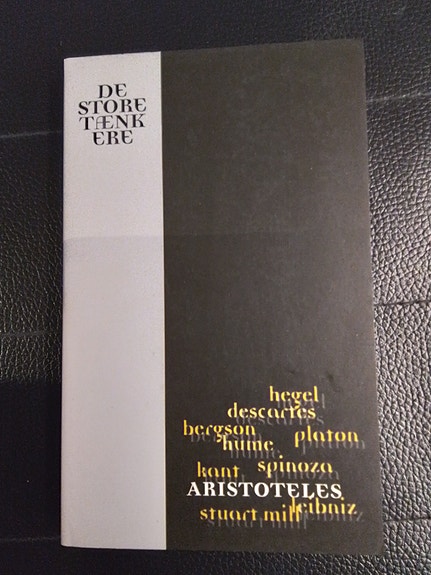 DE
STORE
TÆNK
ERE
hegel
descartes
bergson
platon
hume
spinoza
kant
ARISTOTELES
leibniz
stuart mill